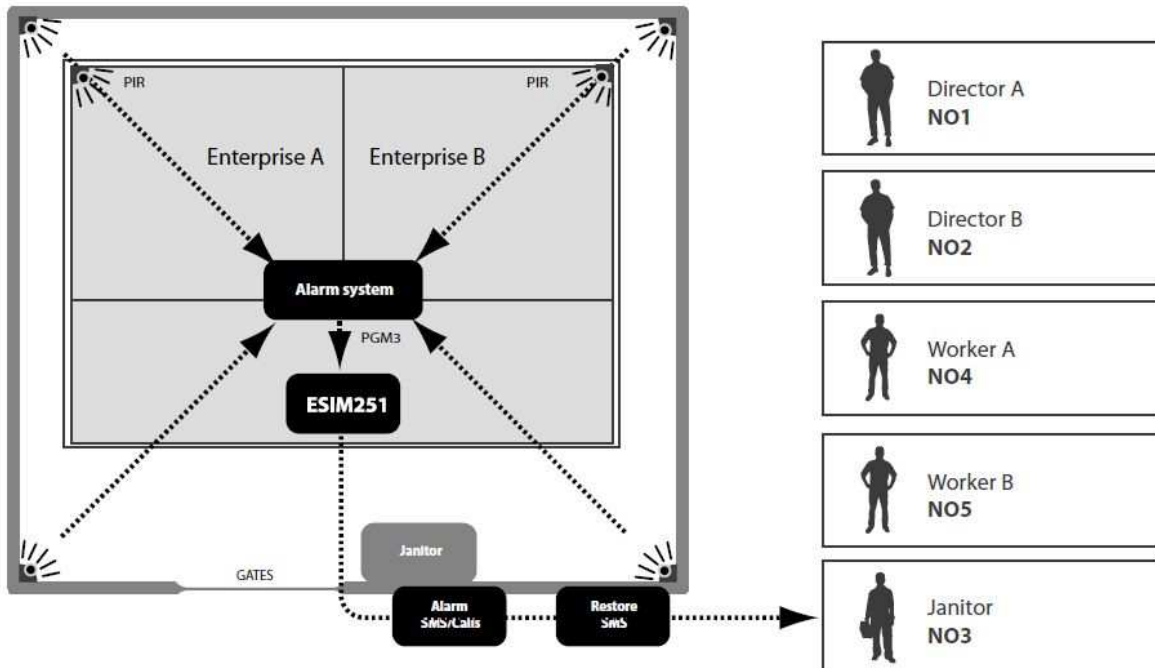 PIR
PIR
Enterprise A
Enterprise B
Alarm system
PGM3
ESIM251
Janitor
GATES
Alarm
SMS/Calls
Restore
SMS
Director A
NO1
Director B
NO2
Worker A
NO4
Worker B
NO5
Janitor
NO3